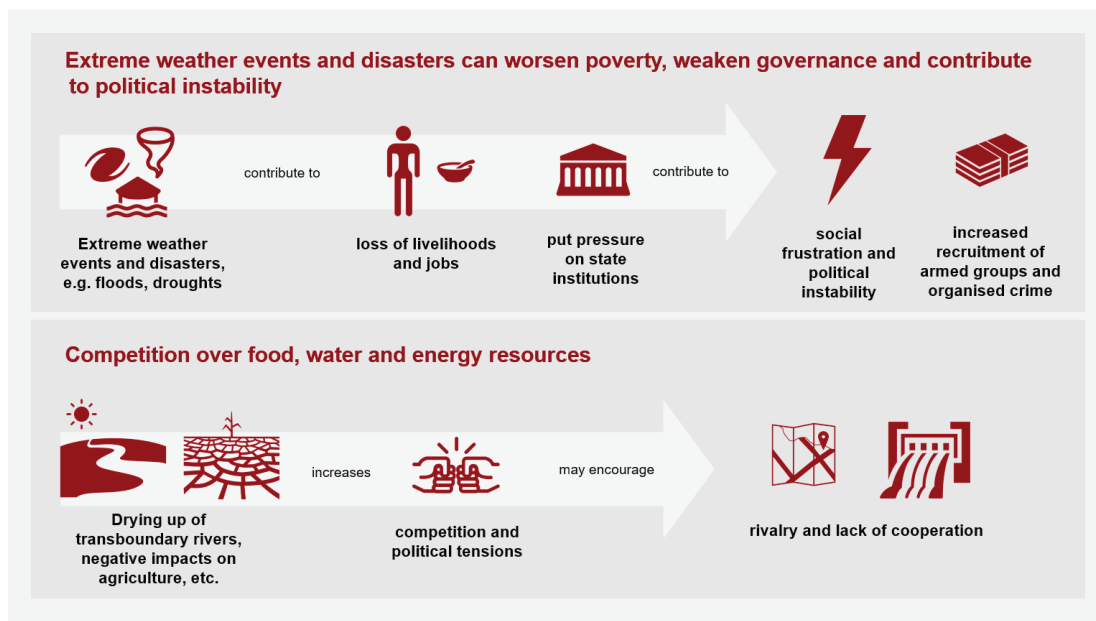 Extreme weather events and disasters can worsen poverty, weaken governance and contribute
to political instability
contribute to
contribute to
Extreme weather
events and disasters,
e.g. floods, droughts
loss of livelihoods
and jobs
put pressure
on state
institutions
social
frustration and
political
instability
increased
recruitment of
armed groups and
organised crime
Competition over food, water and energy resources
increases
may encourage
Drying up of
transboundary rivers,
negative impacts on
agriculture, etc.
competition and
political tensions
rivalry and lack of cooperation